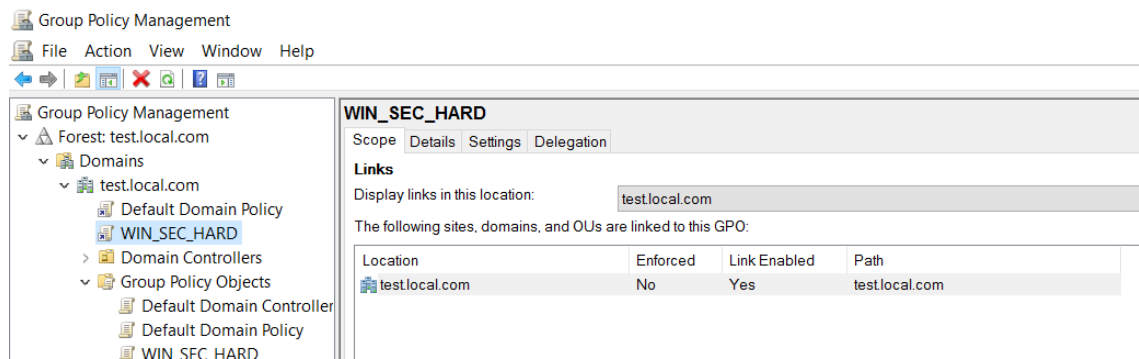 Group Policy Management
File Action View Window Help
Group Policy Management
Forest: test.local.com
Domains
test.local.com
Default Domain Policy
WIN_SEC_HARD
Domain Controllers
Group Policy Objects
Default Domain Controller
Default Domain Policy
WIN_SEC_HARD
WIN_SEC_HARD
Scope Details Settings Delegation
Links
Display links in this location: test.local.com
The following sites, domains, and OUs are linked to this GPO:
Location Enforced Link Enabled Path
test.local.com No Yes test.local.com